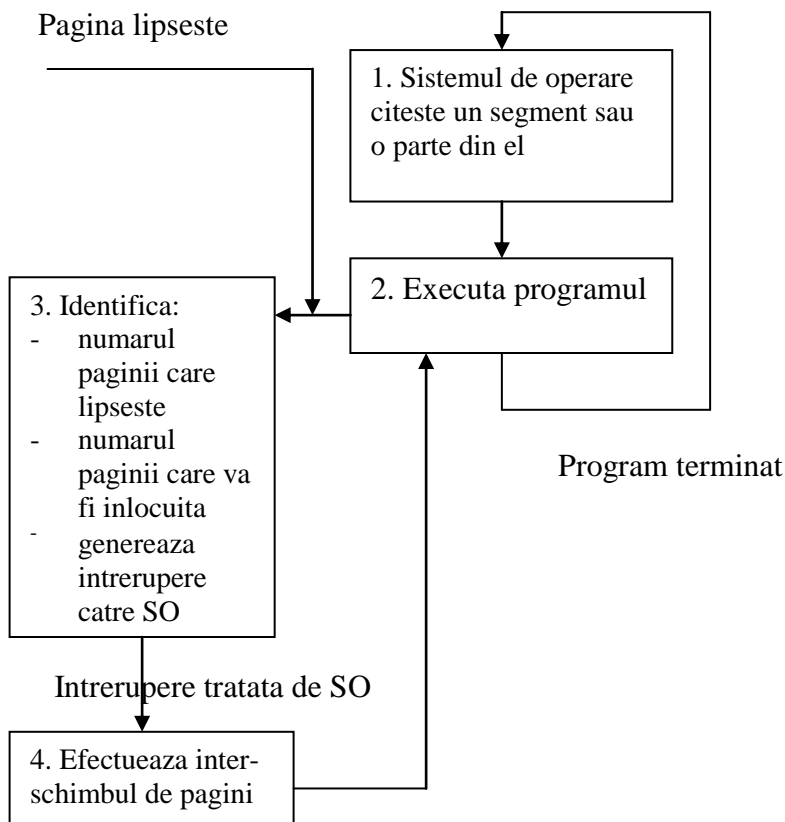 Pagina lipseste
1. Sistemul de operare
citeste un segment sau
o parte din el
2. Executa programul
3. Identifica:
- numarul
paginii care
lipseste
- numarul
paginii care va
fi inlocuita
- genereaza
intrerupere
catre SO
Program terminat
Intrerupere tratata de SO
4. Efectueaza inter-
schimbul de pagini